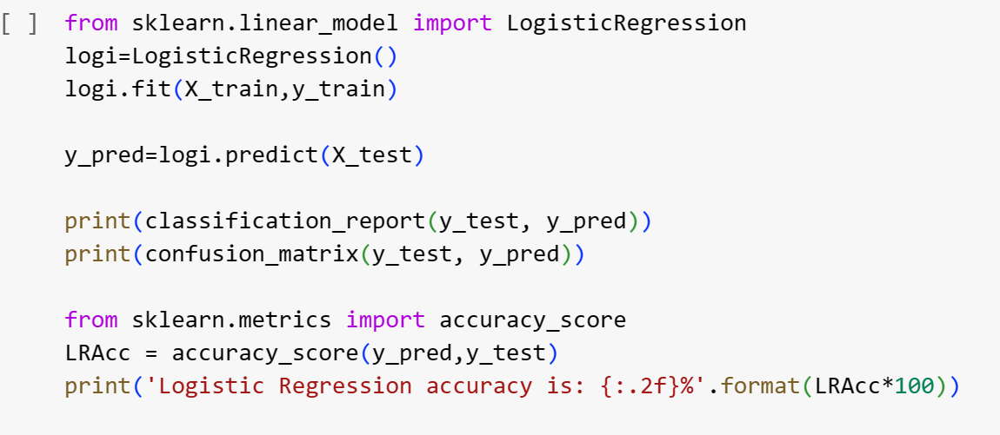 [ ] from sklearn.linear_model import LogisticRegression
logi=LogisticRegression()
logi.fit(X_train,y_train)
y_pred=logi.predict(X_test)
print(classification_report(y_test, y_pred))
print(confusion_matrix(y_test, y_pred))
from sklearn.metrics import accuracy_score
LRAcc = accuracy_score(y_pred,y_test)
print('Logistic Regression accuracy is: {:.2f}%'.format(LRAcc*100))